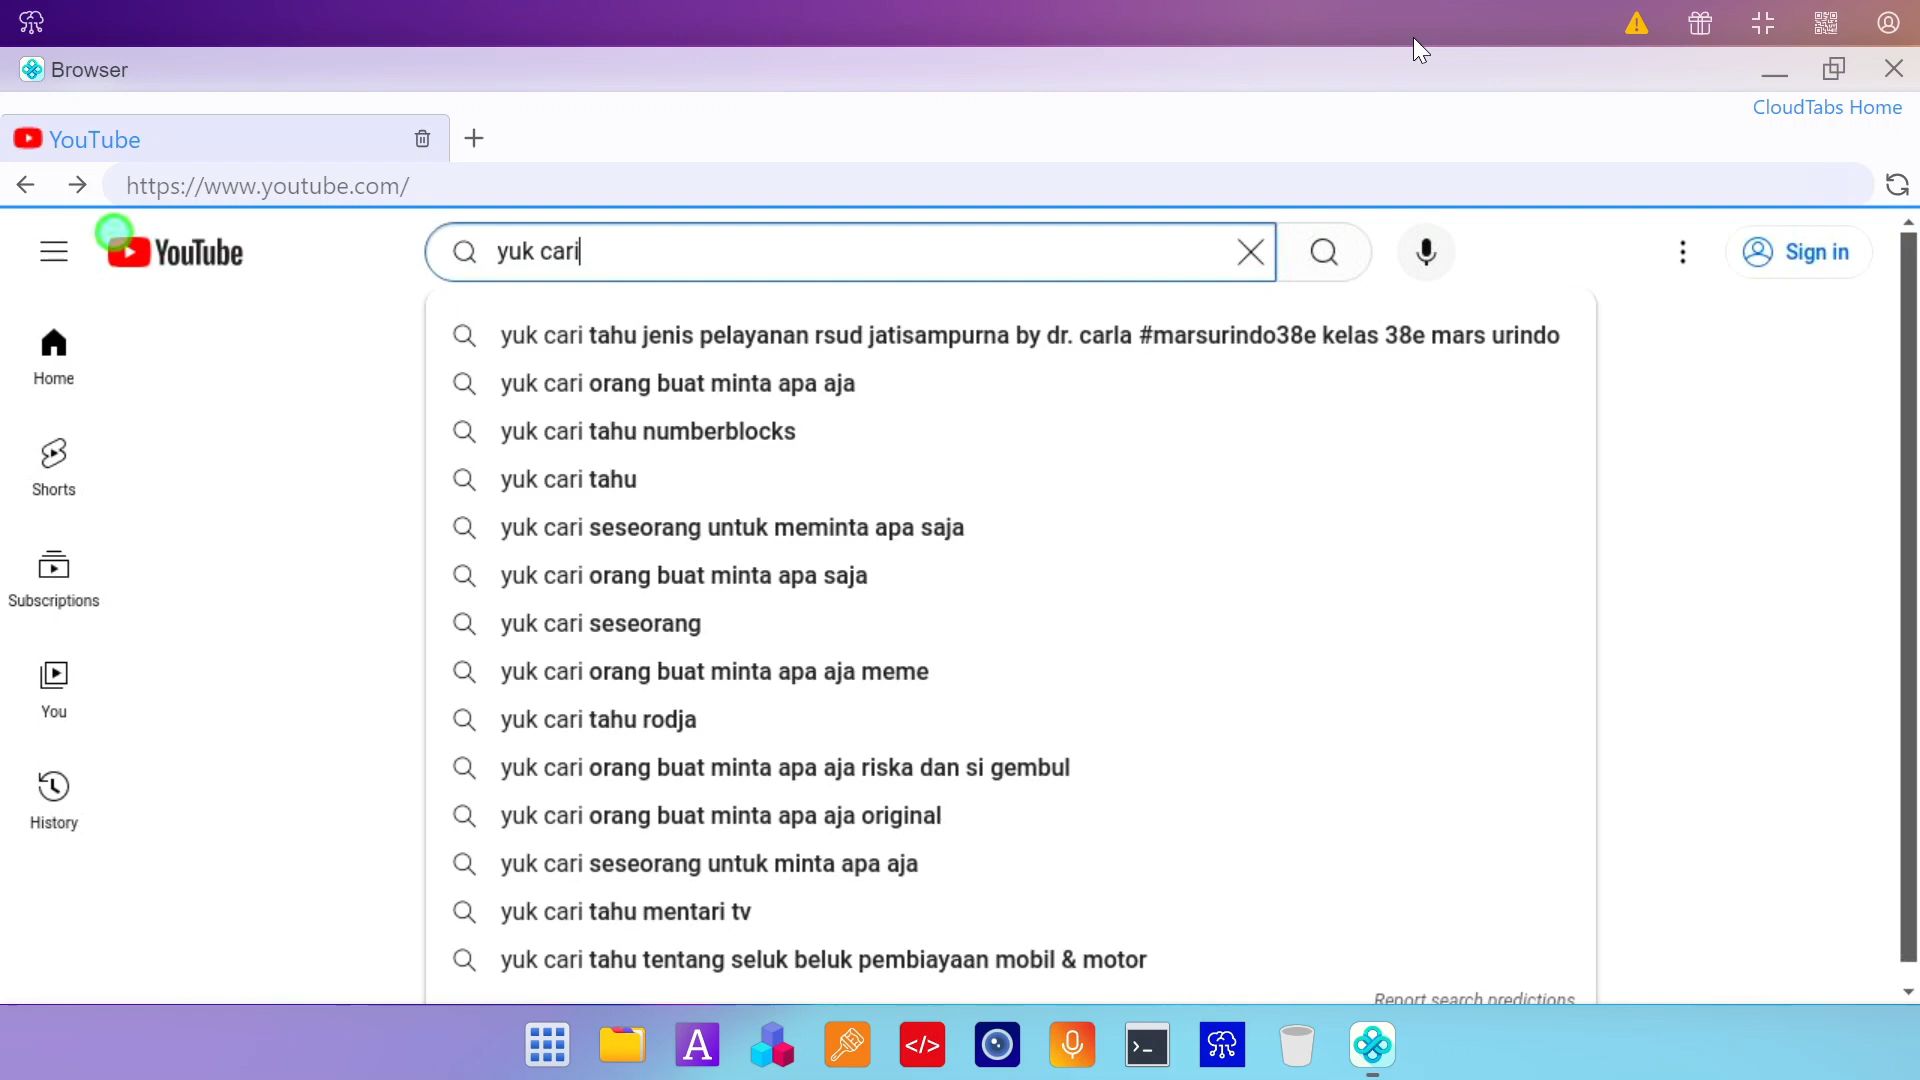 Browser
CloudTabs Home
YouTube
https://www.youtube.com/
YouTube
yuk cari
Sign in
Home
Shorts
Subscriptions
You
History
yuk cari tahu jenis pelayanan rsud jatisampurna by dr. carla #marsurindo38e kelas 38e mars urindo
yuk cari orang buat minta apa aja
yuk cari tahu numberblocks
yuk cari tahu
yuk cari seseorang untuk meminta apa saja
yuk cari orang buat minta apa saja
yuk cari seseorang
yuk cari orang buat minta apa aja meme
yuk cari tahu rodja
yuk cari orang buat minta apa aja riska dan si gembul
yuk cari orang buat minta apa aja original
yuk cari seseorang untuk minta apa aja
yuk cari tahu mentari tv
yuk cari tahu tentang seluk beluk pembiayaan mobil & motor
Report search predictions
A
</>
>_